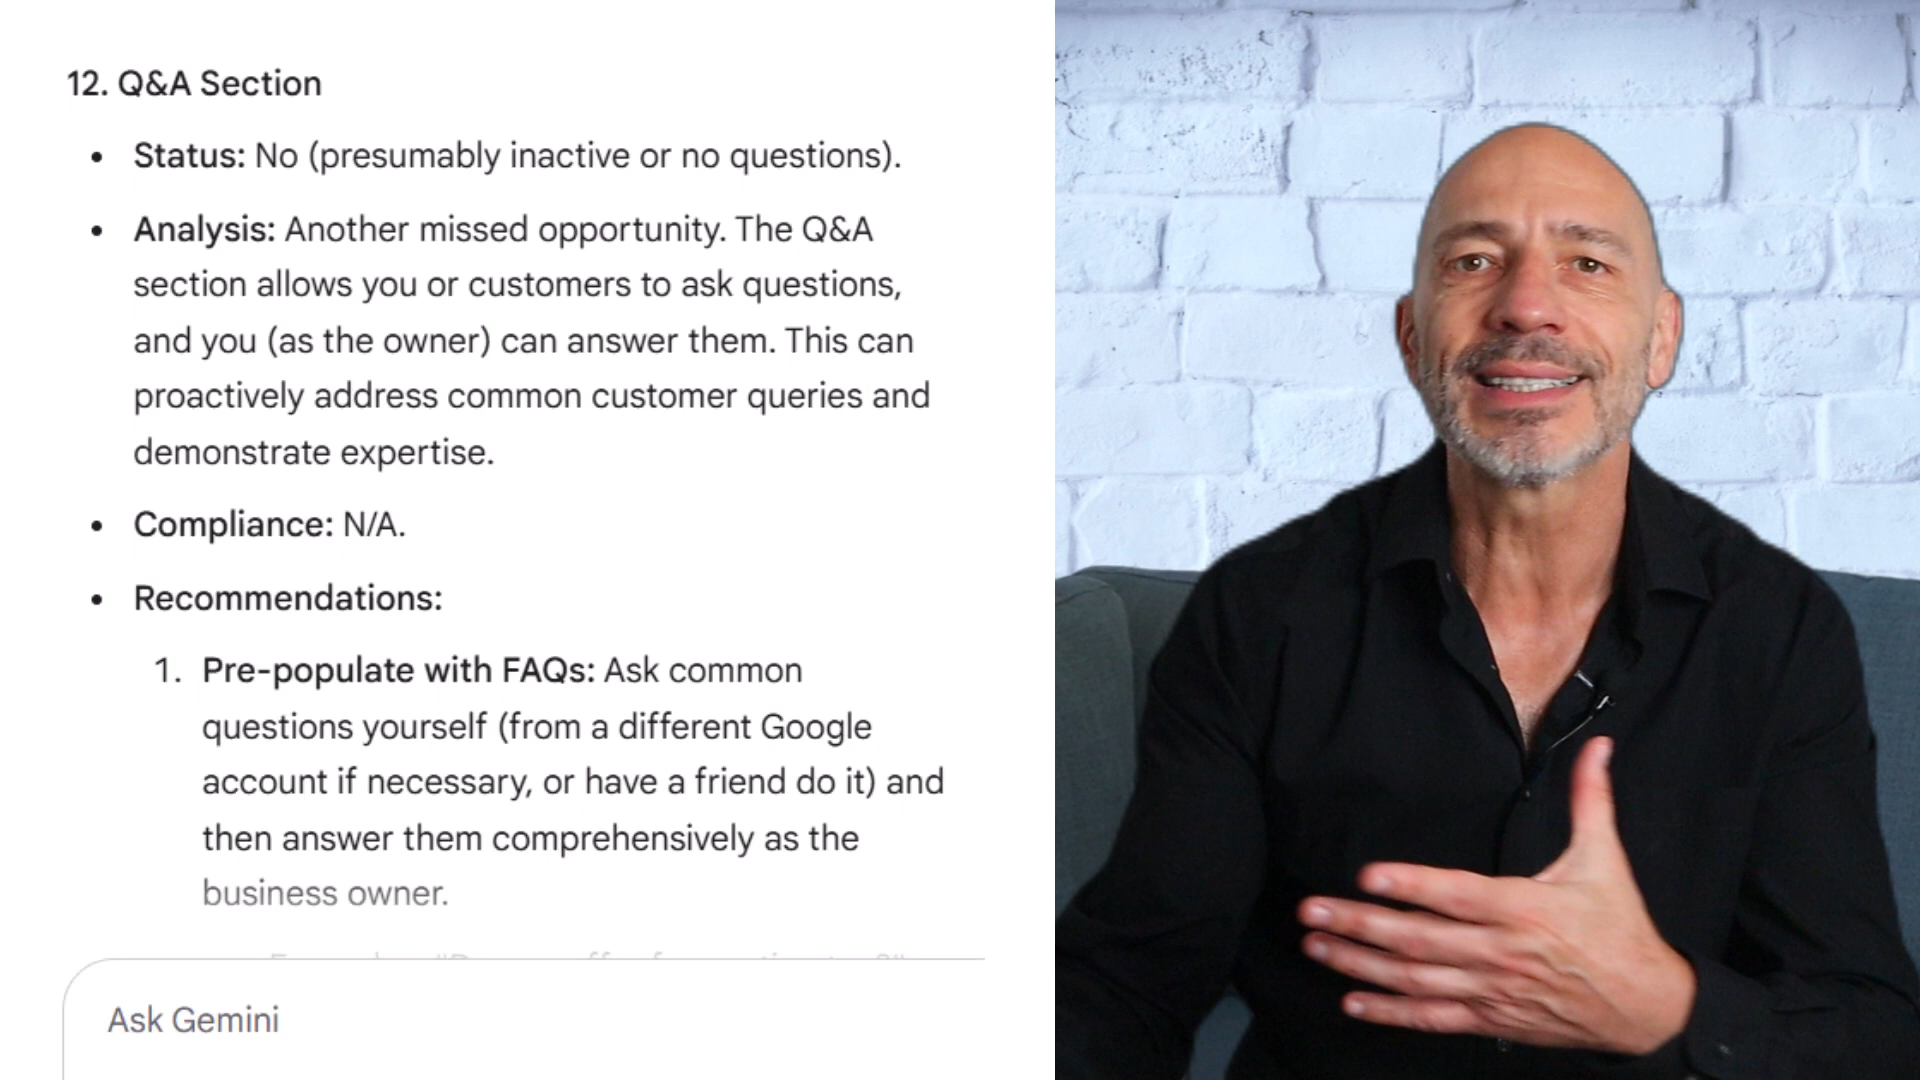 12. Q&A Section
• Status: No (presumably inactive or no questions).
• Analysis: Another missed opportunity. The Q&A
section allows you or customers to ask questions,
and you (as the owner) can answer them. This can
proactively address common customer queries and
demonstrate expertise.
• Compliance: N/A.
• Recommendations:
1. Pre-populate with FAQs: Ask common
questions yourself (from a different Google
account if necessary, or have a friend do it) and
then answer them comprehensively as the
business owner.
Ask Gemini